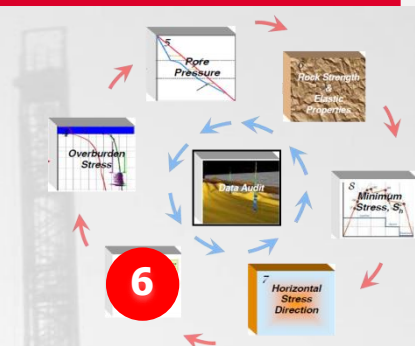 5
Pore
Pressure
Rock Strength
&
Elastic
Properties
Overburden
Stress
Data Audit
8
Minimum
Stress, Sh
6
7
Horizontal
Stress
Direction